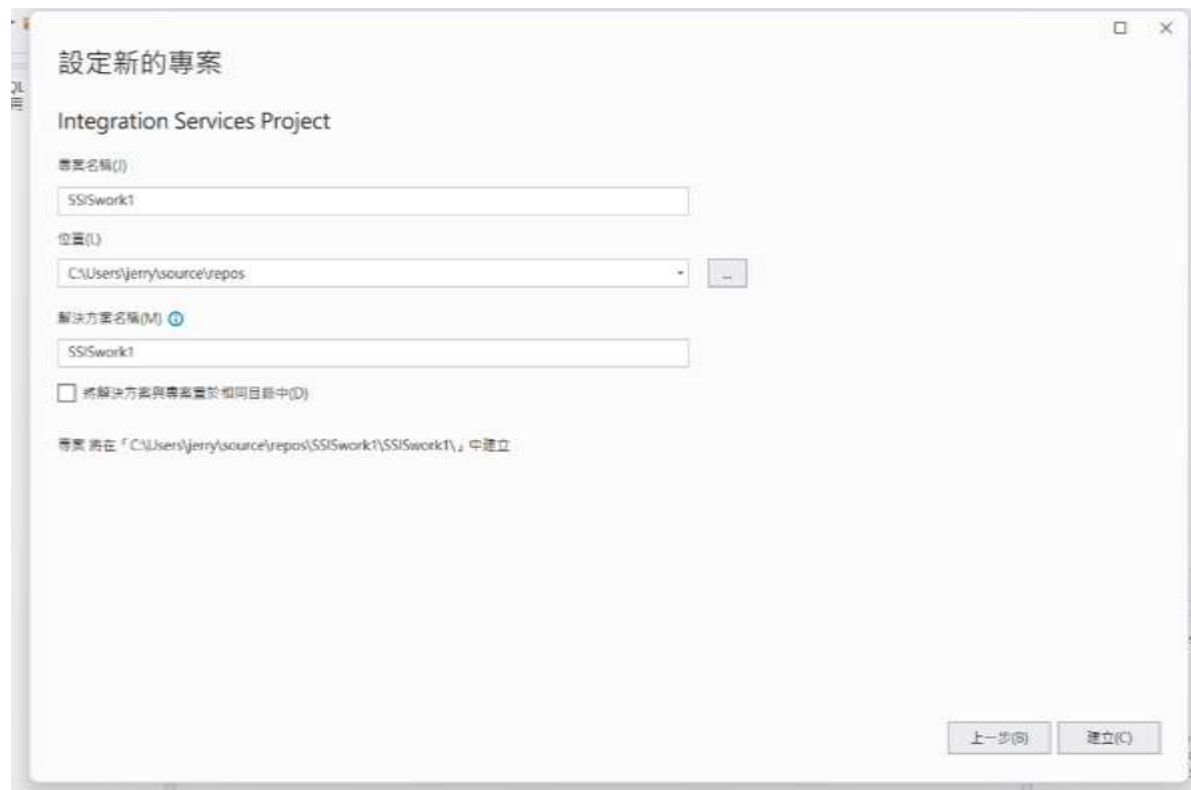 設定新的專案
Integration Services Project
專案名稱(J)
SSISwork1
位置(L)
C:\Users\jerry\source\repos
...
解決方案名稱(M)
SSISwork1
將解決方案與專案置於相同目錄中(D)
專案 將在「C:\Users\jerry\source\repos\SSISwork1\SSISwork1\」中建立
上一步(B)
建立(C)